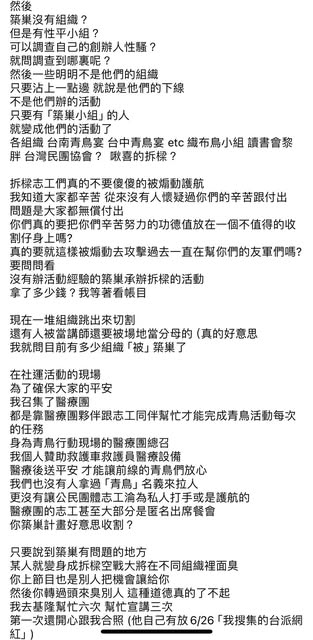 然後
築巢沒有組織？
但是有性平小組？
可以調查自己的創辦人性騷？
就問調查到哪裏呢？
然後一些明明不是他們的組織
只要沾上一點邊 就說是他們的下線
不是他們辦的活動
只要有「築巢小組」的人
就變成他們的活動了
各組織 台南青鳥宴 台中青鳥宴 etc 織布鳥小組 讀書會黎
胖 台灣民團協會？ 啾喜的拆樑？

拆樑志工們真的不要傻傻的被煽動護航
我知道大家都辛苦 從來沒有人懷疑過你們的辛苦跟付出
問題是大家都無償付出
你們真的要把你們辛苦努力的功德值放在一個不值得的收
割仔身上嗎?
真的要就這樣被煽動去攻擊過去一直在幫你們的友軍們嗎?
要問問看
沒有辦活動經驗的築巢承辦拆樑的活動
拿了多少錢？我等著看帳目

現在一堆組織跳出來切割
還有人被當講師還要被場地當分母的（真的好意思
我就問目前有多少組織「被」築巢了

在社運活動的現場
為了確保大家的平安
我召集了醫療團
都是靠醫療團夥伴跟志工同伴幫忙才能完成青鳥活動每次
的任務
身為青鳥行動現場的醫療團總召
我個人贊助救護車救護員醫療設備
醫療後送平安 才能讓前線的青鳥們放心
我們也沒有人拿過「青鳥」名義來拉人
更沒有讓公民團體志工淪為私人打手或是護航的
醫療團的志工甚至大部分是匿名出席餐會
你築巢計畫好意思收割？

只要說到築巢有問題的地方
某人就變身成拆樑空戰大將在不同組織裡面臭
你上節目也是別人把機會讓給你
然後你轉過頭來臭別人 這種道德真的了不起
我去基隆幫忙六次 幫忙宣講三次
第一次還開心跟我合照 (他自己有放 6/26「我搜集的台派網
紅」)